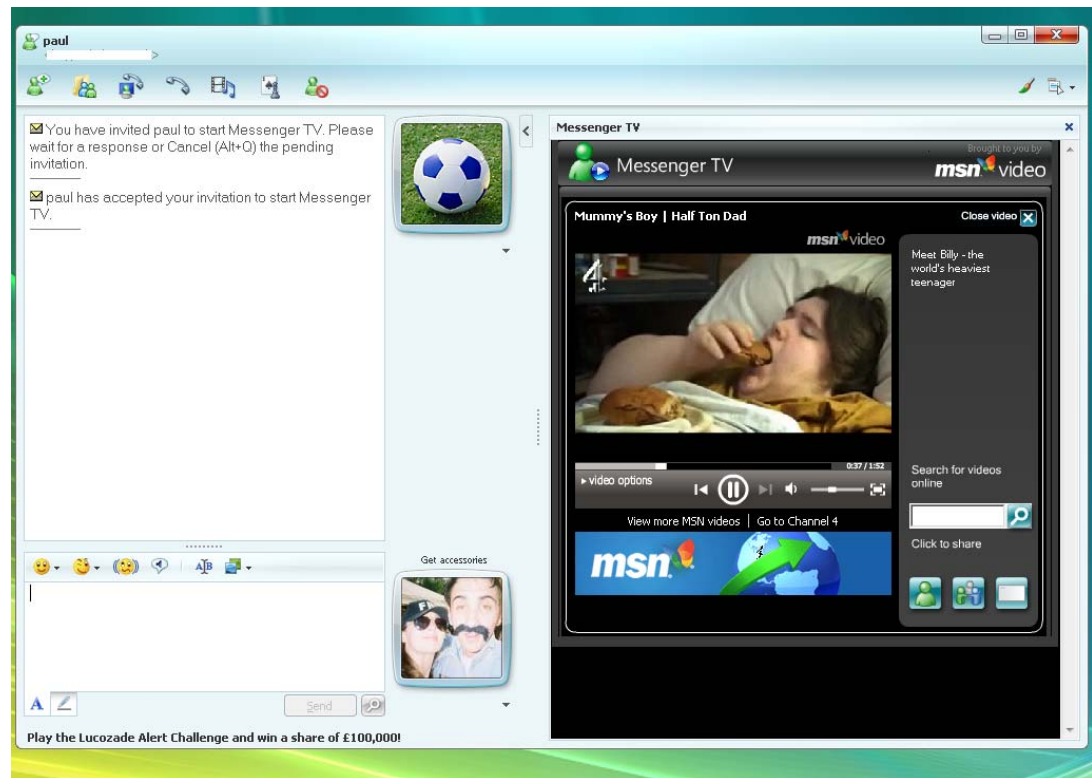 paul
>
You have invited paul to start Messenger TV. Please
wait for a response or Cancel (Alt+Q) the pending
invitation.
paul has accepted your invitation to start Messenger
TV.
Get accessories
A
Send
Play the Lucozade Alert Challenge and win a share of £100,000!
Messenger TV
Messenger TV
Brought to you by
msn video
Mummy's Boy | Half Ton Dad
Close video
msn video
4
Meet Billy - the
world's heaviest
teenager
0:37 / 1:52
video options
View more MSN videos | Go to Channel 4
msn
Search for videos
online
Click to share